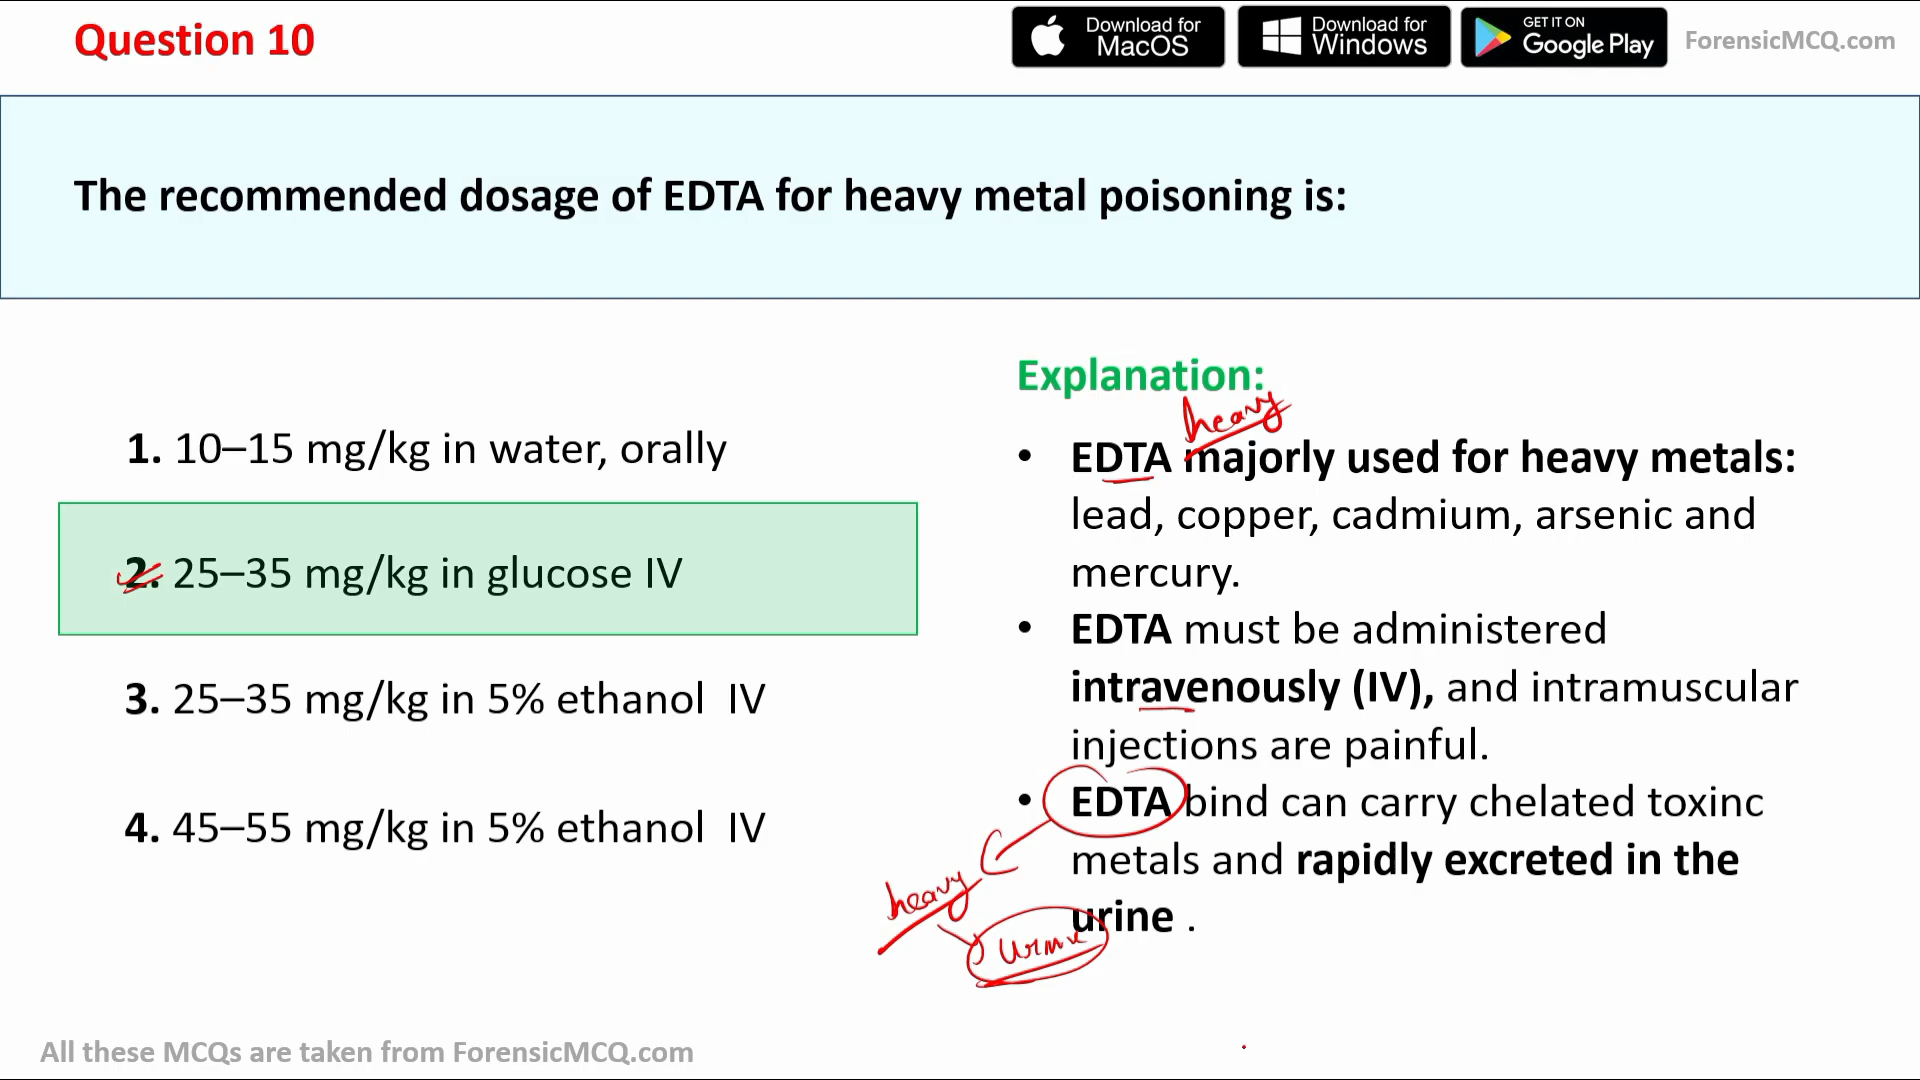 Question 10
Download for
MacOS
Download for
Windows
GET IT ON
Google Play
ForensicMCQ.com
The recommended dosage of EDTA for heavy metal poisoning is:
1. 10–15 mg/kg in water, orally
2. 25–35 mg/kg in glucose IV
3. 25–35 mg/kg in 5% ethanol IV
4. 45–55 mg/kg in 5% ethanol IV
Explanation:
heavy
• EDTA majorly used for heavy metals:
lead, copper, cadmium, arsenic and
mercury.
• EDTA must be administered
intravenously (IV), and intramuscular
injections are painful.
• EDTA bind can carry chelated toxinc
metals and rapidly excreted in the
urine .
heavy
urine
All these MCQs are taken from ForensicMCQ.com